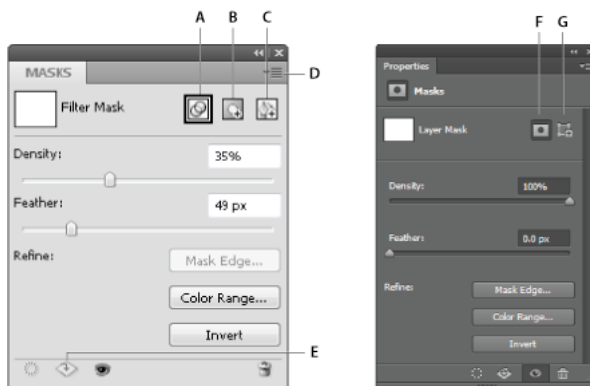 A B C
D
MASKS
Filter Mask
Density: 35%
Feather: 49 px
Refine: Mask Edge...
Color Range...
Invert
E
F G
Properties
Masks
Layer Mask
Density: 100%
Feather: 0.0 px
Refine: Mask Edge...
Color Range...
Invert